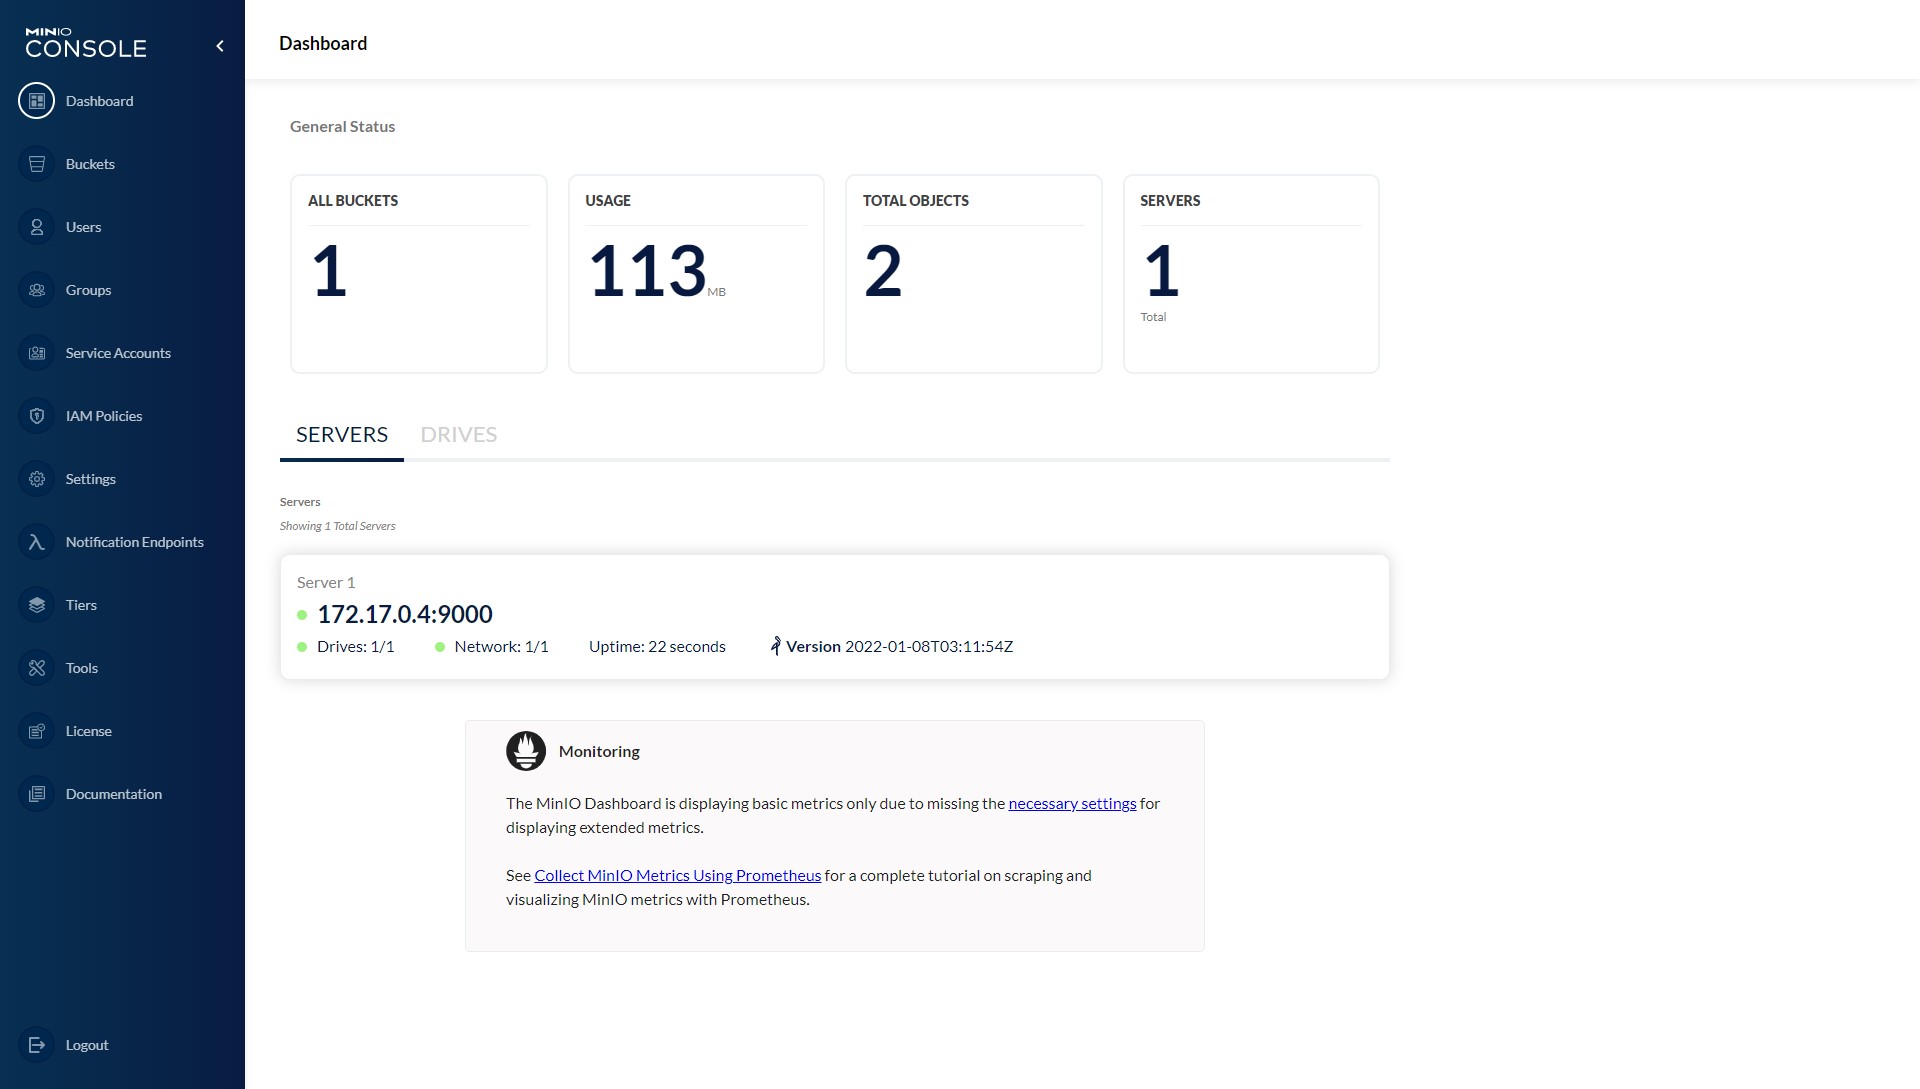 MINIO
CONSOLE
Dashboard
Buckets
Users
Groups
Service Accounts
IAM Policies
Settings
Notification Endpoints
Tiers
Tools
License
Documentation
Logout
Dashboard
General Status
ALL BUCKETS
1
USAGE
113 MB
TOTAL OBJECTS
2
SERVERS
1
Total
SERVERS DRIVES
Servers
Showing 1 Total Servers
Server 1
172.17.0.4:9000
Drives: 1/1 Network: 1/1 Uptime: 22 seconds Version 2022-01-08T03:11:54Z
Monitoring
The MinIO Dashboard is displaying basic metrics only due to missing the necessary settings for
displaying extended metrics.
See Collect MinIO Metrics Using Prometheus for a complete tutorial on scraping and
visualizing MinIO metrics with Prometheus.